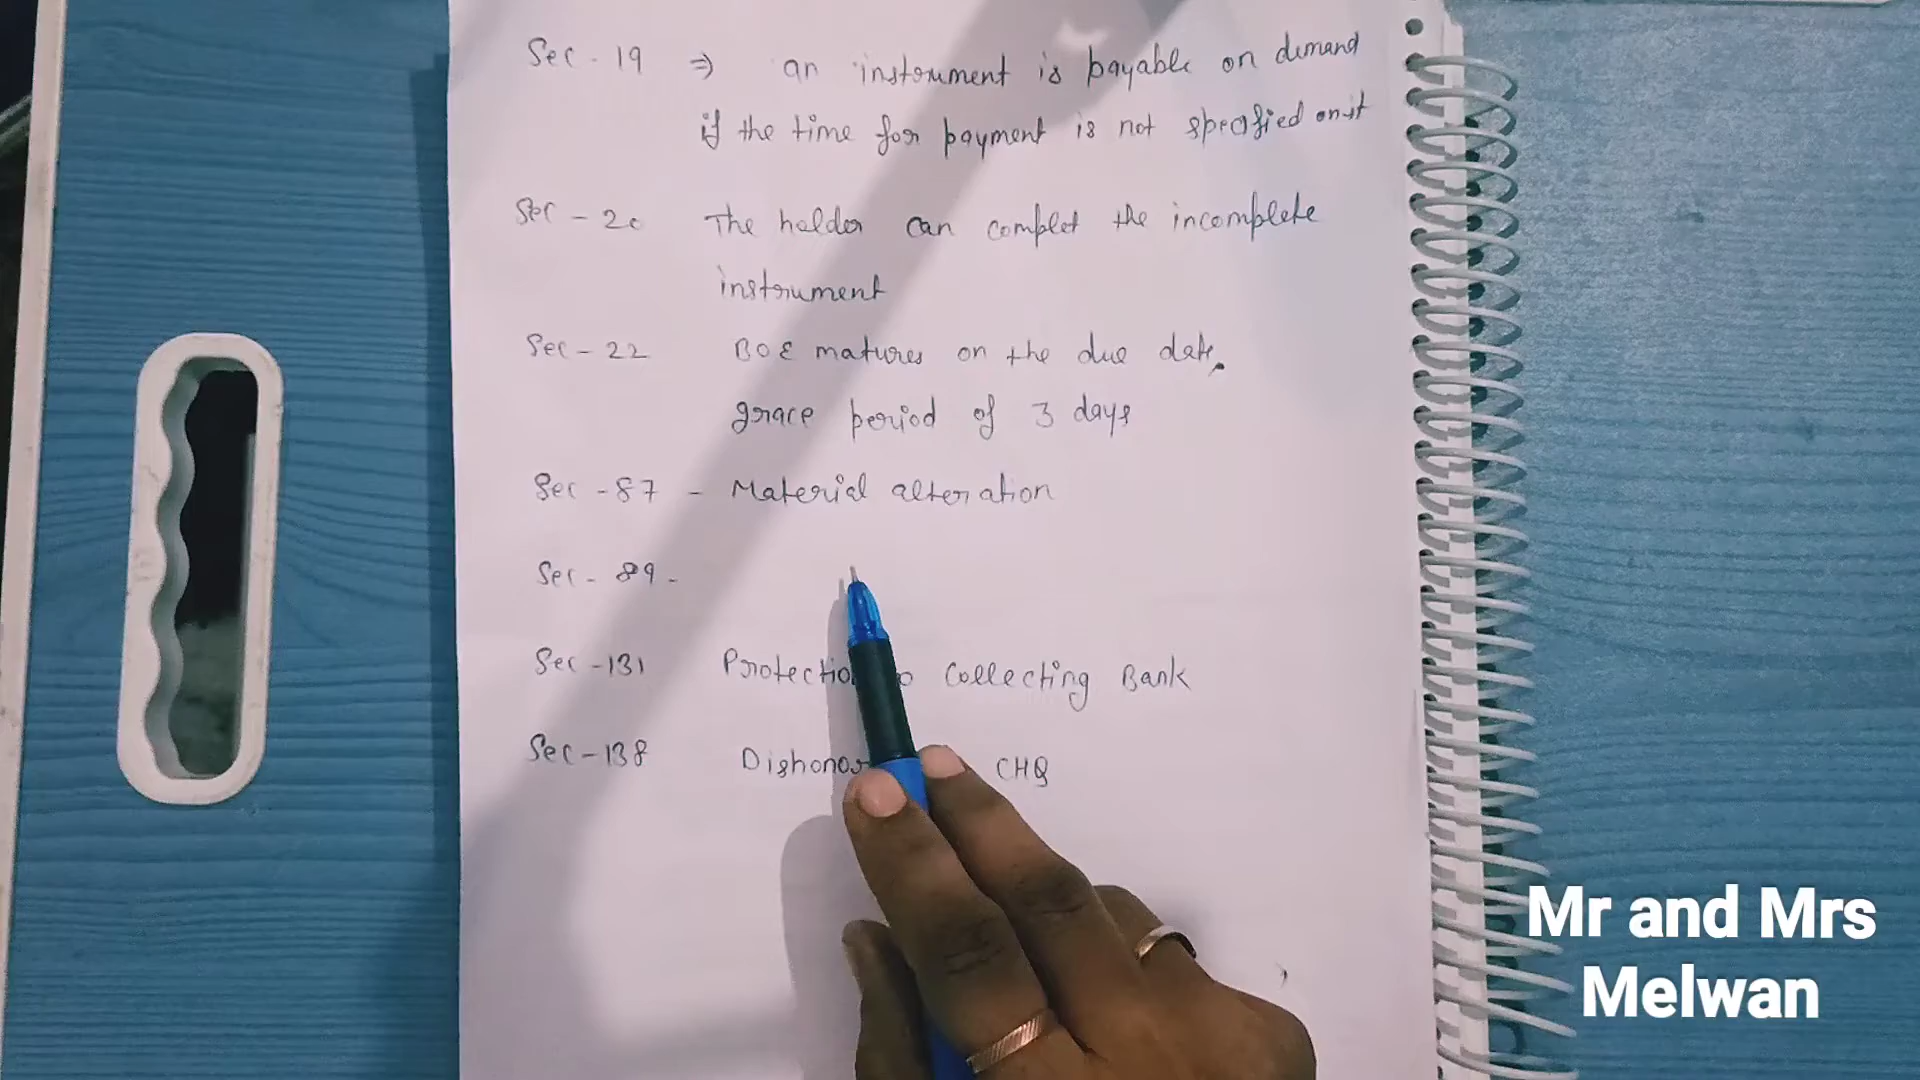 Sec - 19 ⇒ an instrument is payable on demand
if the time for payment is not specified on it
Sec - 20 The holder can complet the incomplete
instrument
Sec - 22 BOE matures on the due date,
grace period of 3 days
Sec - 87 - Material alteration
Sec - 89 -
Sec - 131 Protection Collecting Bank
Sec - 138 CHQ
Mr and Mrs
Melwan